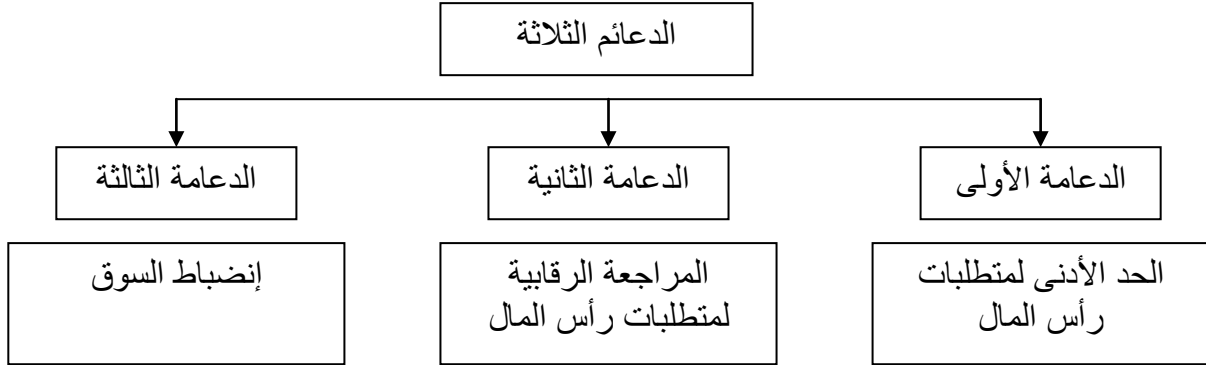 الدعائم الثلاثة
الدعامة الأولى
الدعامة الثانية
الدعامة الثالثة
الحد الأدنى لمتطلبات
رأس المال
المراجعة الرقابية
لمتطلبات رأس المال
إنضباط السوق